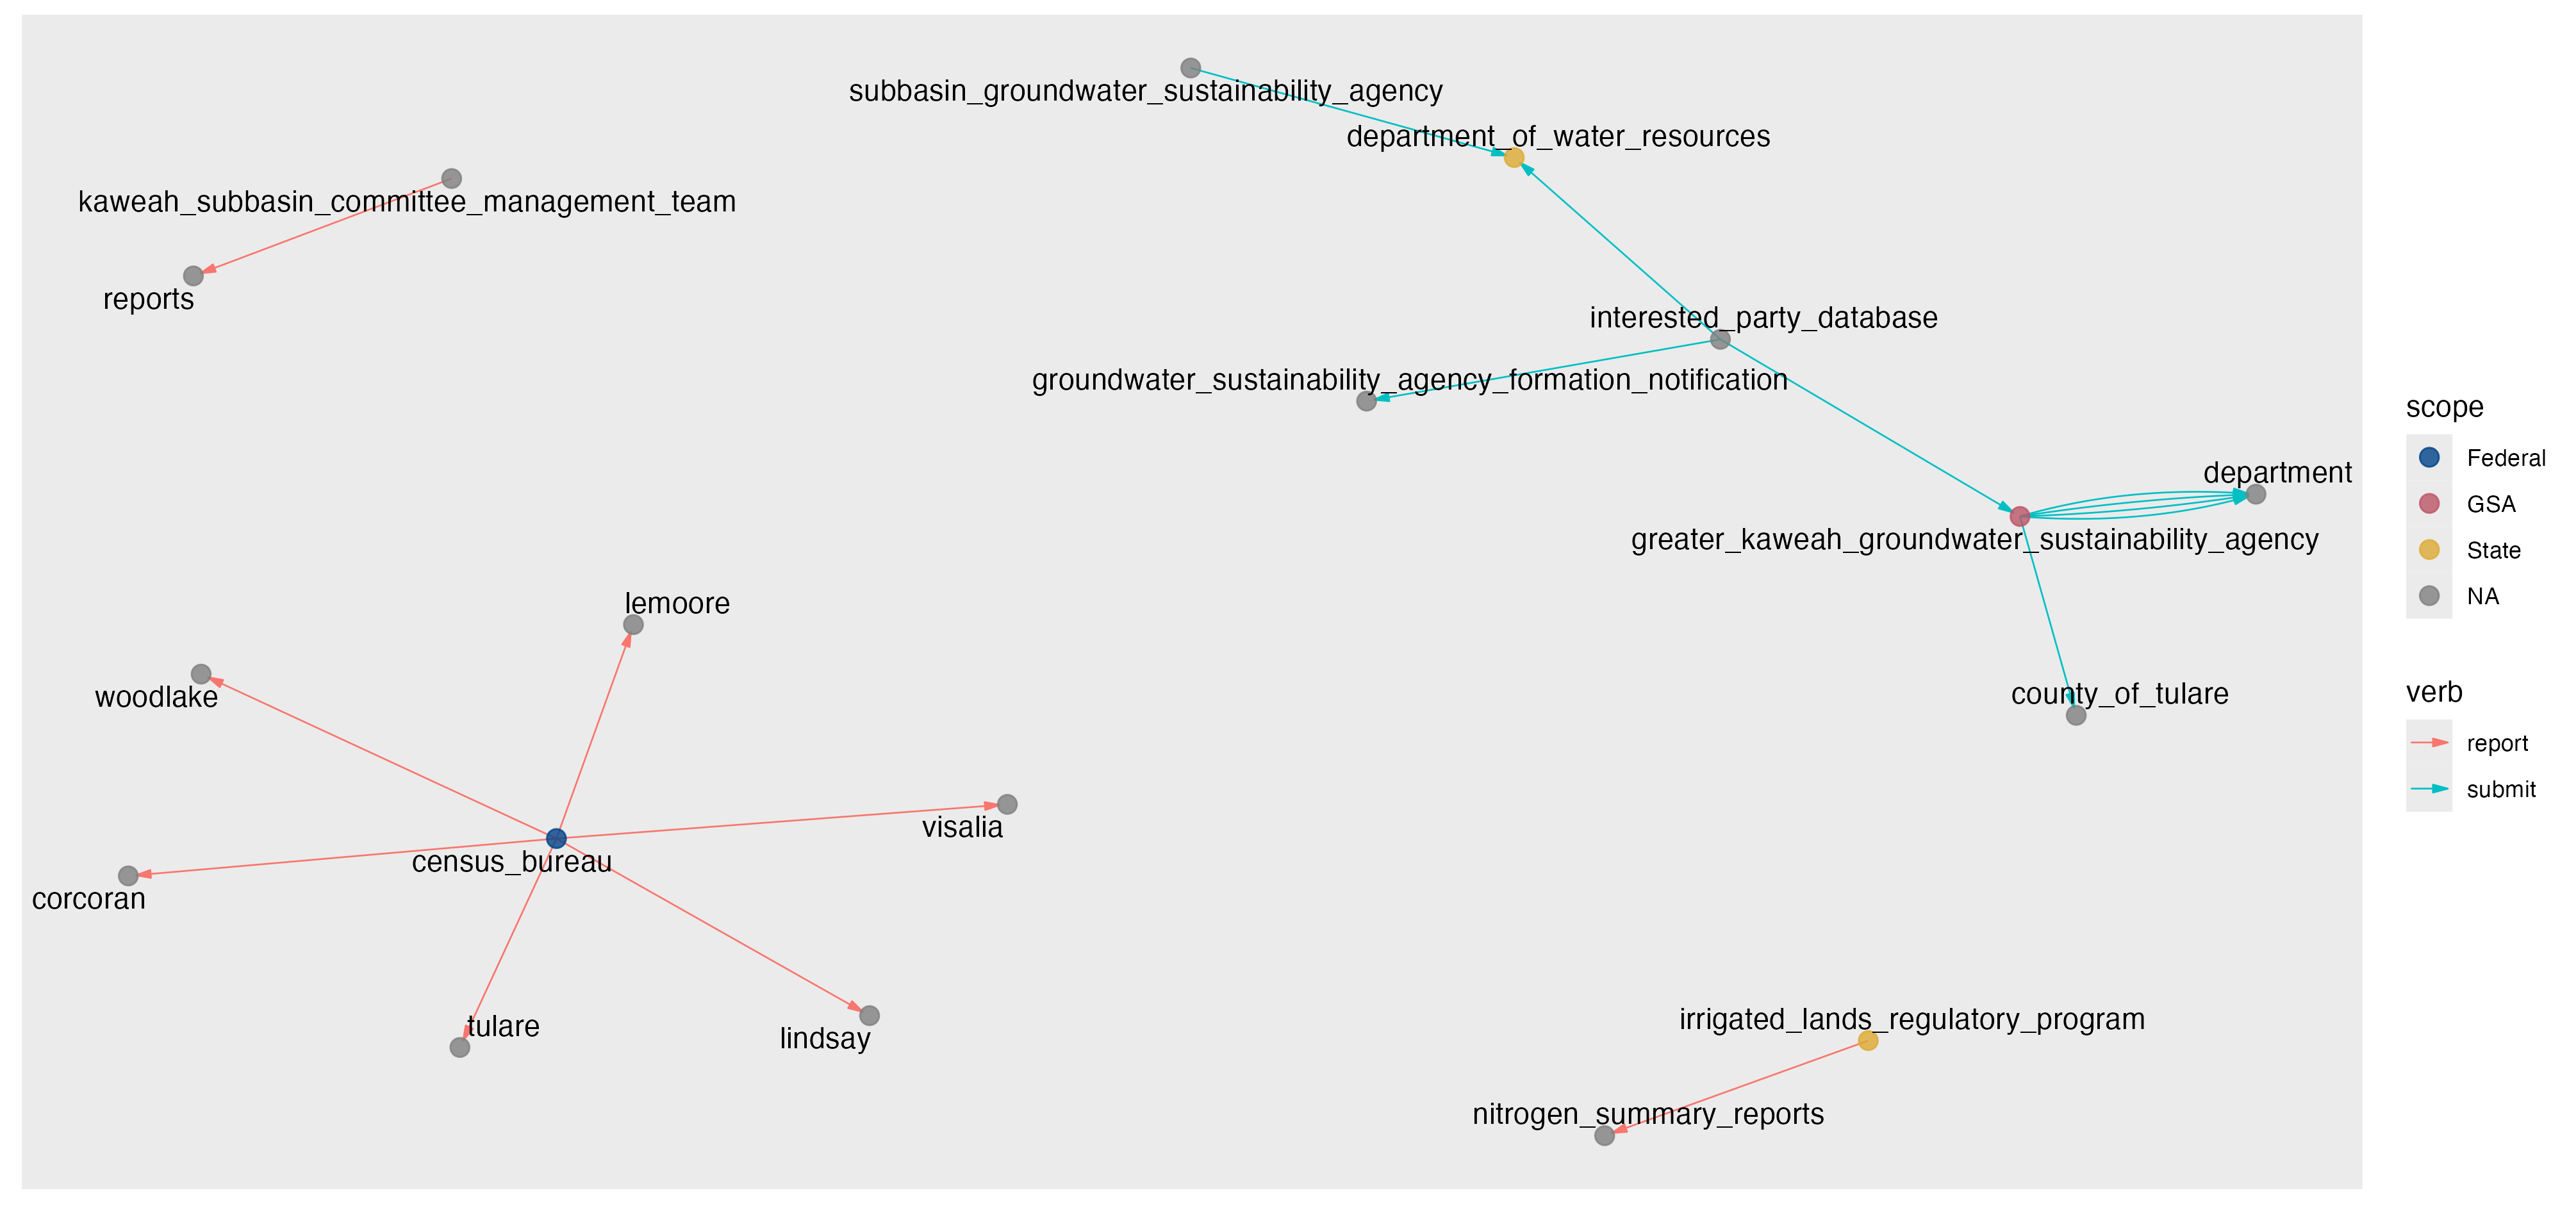 subbasin_groundwater_sustainability_agency
department_of_water_resources
kaweah_subbasin_committee_management_team
reports
interested_party_database
groundwater_sustainability_agency_formation_notification
department
greater_kaweah_groundwater_sustainability_agency
lemoore
woodlake
county_of_tulare
visalia
census_bureau
corcoran
tulare
lindsay
irrigated_lands_regulatory_program
nitrogen_summary_reports
scope
Federal
GSA
State
NA
verb
report
submit